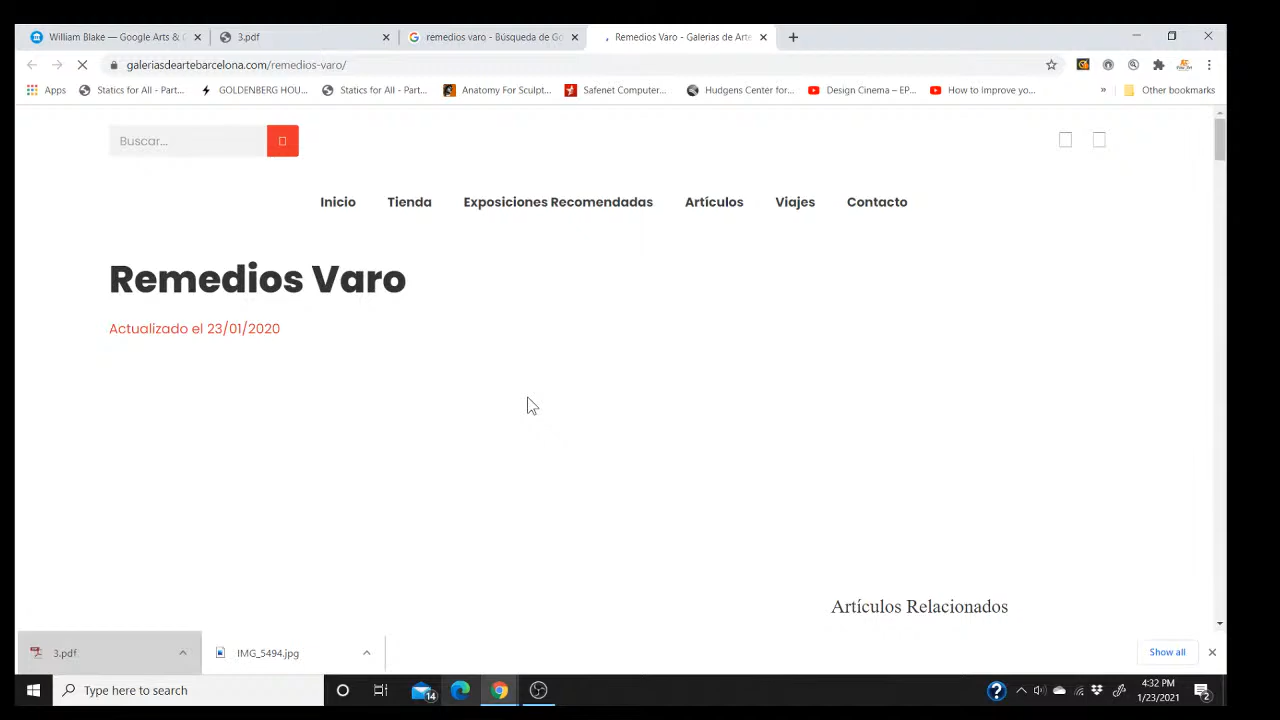 William Blake — Google Arts & C
3.pdf
remedios varo - Búsqueda de Go
Remedios Varo - Galerias de Arte
galeriasdeartebarcelona.com/remedios-varo/
Apps
Statics for All - Part...
GOLDENBERG HOU...
Statics for All - Part...
Anatomy For Sculpt...
Safenet Computer...
Hudgens Center for...
Design Cinema – EP...
How to Improve yo...
»
Other bookmarks
Buscar...
Inicio
Tienda
Exposiciones Recomendadas
Artículos
Viajes
Contacto
Remedios Varo
Actualizado el 23/01/2020
Artículos Relacionados
3.pdf
IMG_5494.jpg
Show all
Type here to search
14
4:32 PM
1/23/2021
2